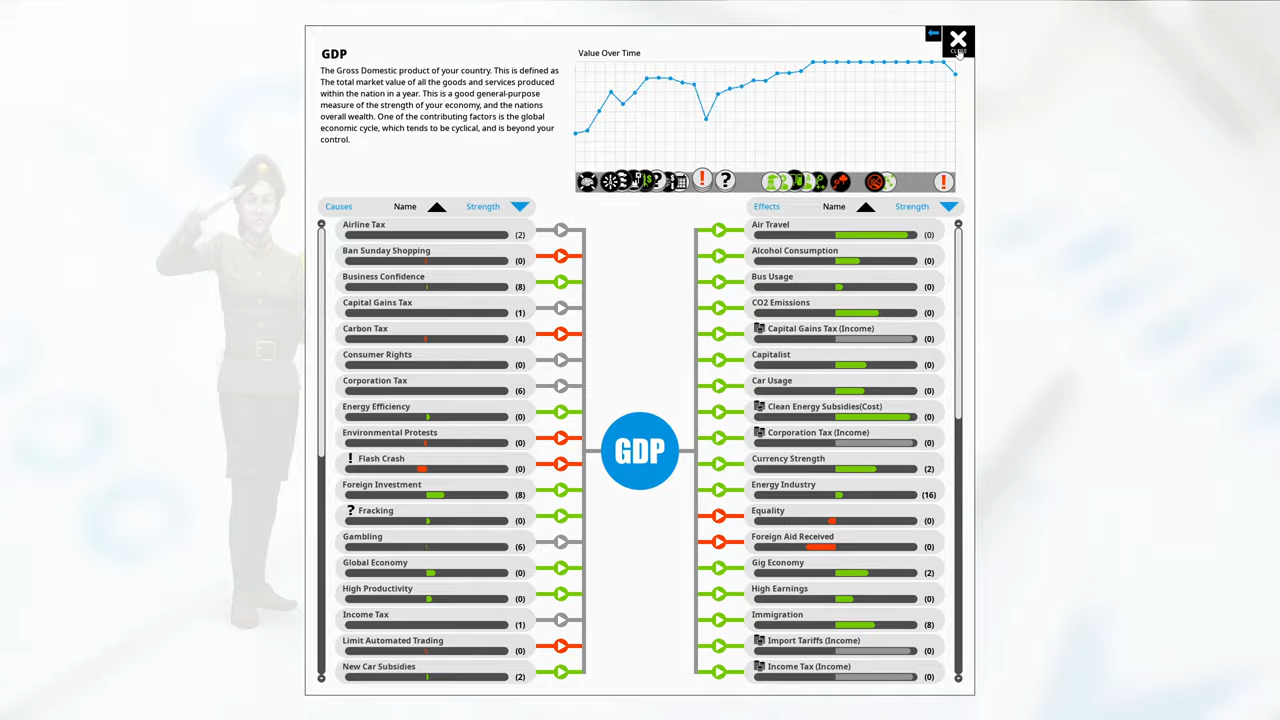 GDP
The Gross Domestic product of your country. This is defined as
The total market value of all the goods and services produced
within the nation in a year. This is a good general-purpose
measure of the strength of your economy, and the nations
overall wealth. One of the contributing factors is the global
economic cycle, which tends to be cyclical, and is beyond your
control.
Value Over Time
CLOSE
Causes Name Strength
Airline Tax
(2)
Ban Sunday Shopping
(0)
Business Confidence
(8)
Capital Gains Tax
(1)
Carbon Tax
(4)
Consumer Rights
(0)
Corporation Tax
(6)
Energy Efficiency
(0)
Environmental Protests
(0)
! Flash Crash
(0)
Foreign Investment
(8)
? Fracking
(0)
Gambling
(6)
Global Economy
(0)
High Productivity
(0)
Income Tax
(1)
Limit Automated Trading
(0)
New Car Subsidies
(2)
GDP
Effects Name Strength
Air Travel
(0)
Alcohol Consumption
(0)
Bus Usage
(0)
CO2 Emissions
(0)
Capital Gains Tax (Income)
(0)
Capitalist
(0)
Car Usage
(0)
Clean Energy Subsidies(Cost)
(0)
Corporation Tax (Income)
(0)
Currency Strength
(2)
Energy Industry
(16)
Equality
(0)
Foreign Aid Received
(0)
Gig Economy
(2)
High Earnings
(0)
Immigration
(8)
Import Tariffs (Income)
(0)
Income Tax (Income)
(0)